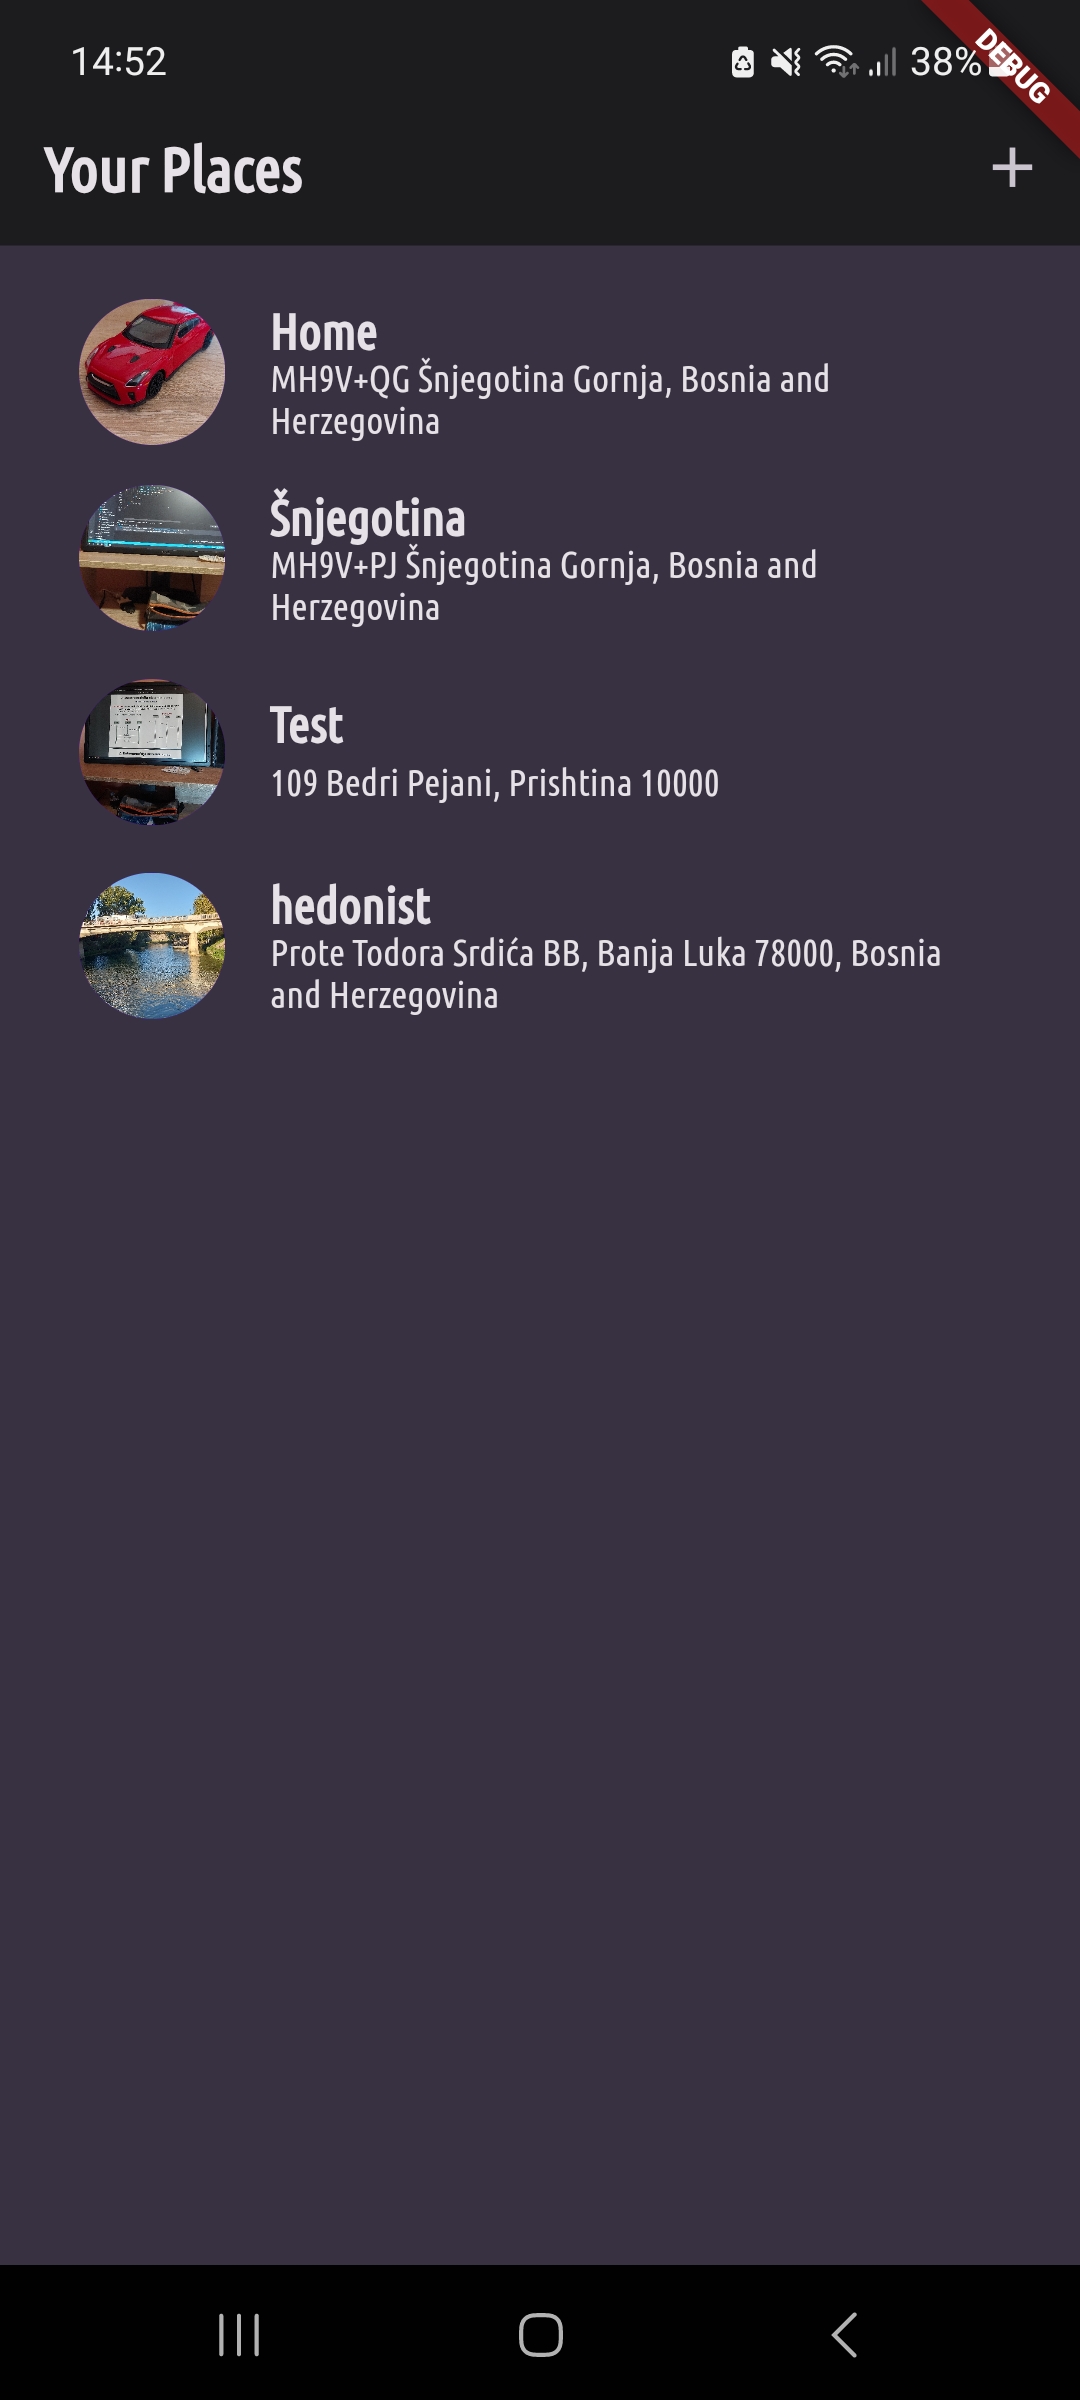 14:52
38%
DEBUG
Your Places
Home
MH9V+QG Šnjegotina Gornja, Bosnia and
Herzegovina
Šnjegotina
MH9V+PJ Šnjegotina Gornja, Bosnia and
Herzegovina
Test
109 Bedri Pejani, Prishtina 10000
hedonist
Prote Todora Srdića BB, Banja Luka 78000, Bosnia
and Herzegovina